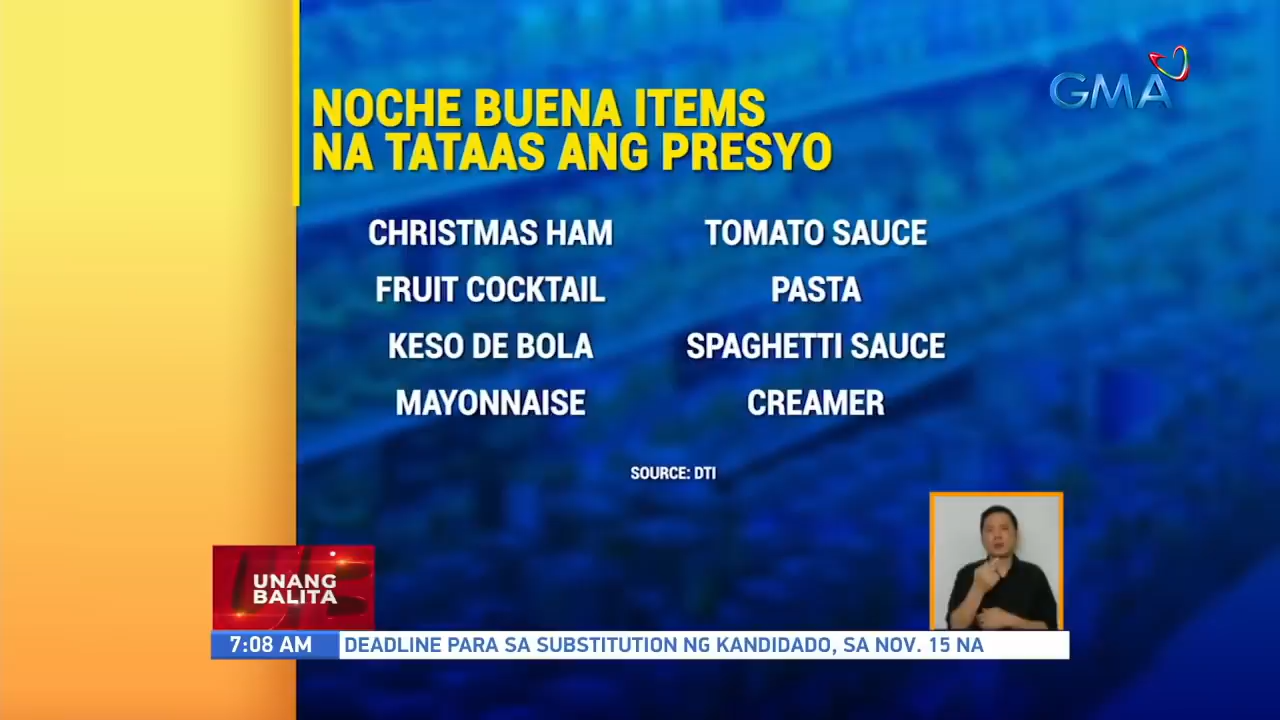 GMA
NOCHE BUENA ITEMS
NA TATAAS ANG PRESYO
CHRISTMAS HAM
FRUIT COCKTAIL
KESO DE BOLA
MAYONNAISE
TOMATO SAUCE
PASTA
SPAGHETTI SAUCE
CREAMER
SOURCE: DTI
UNANG
BALITA
7:08 AM
DEADLINE PARA SA SUBSTITUTION NG KANDIDADO, SA NOV. 15 NA